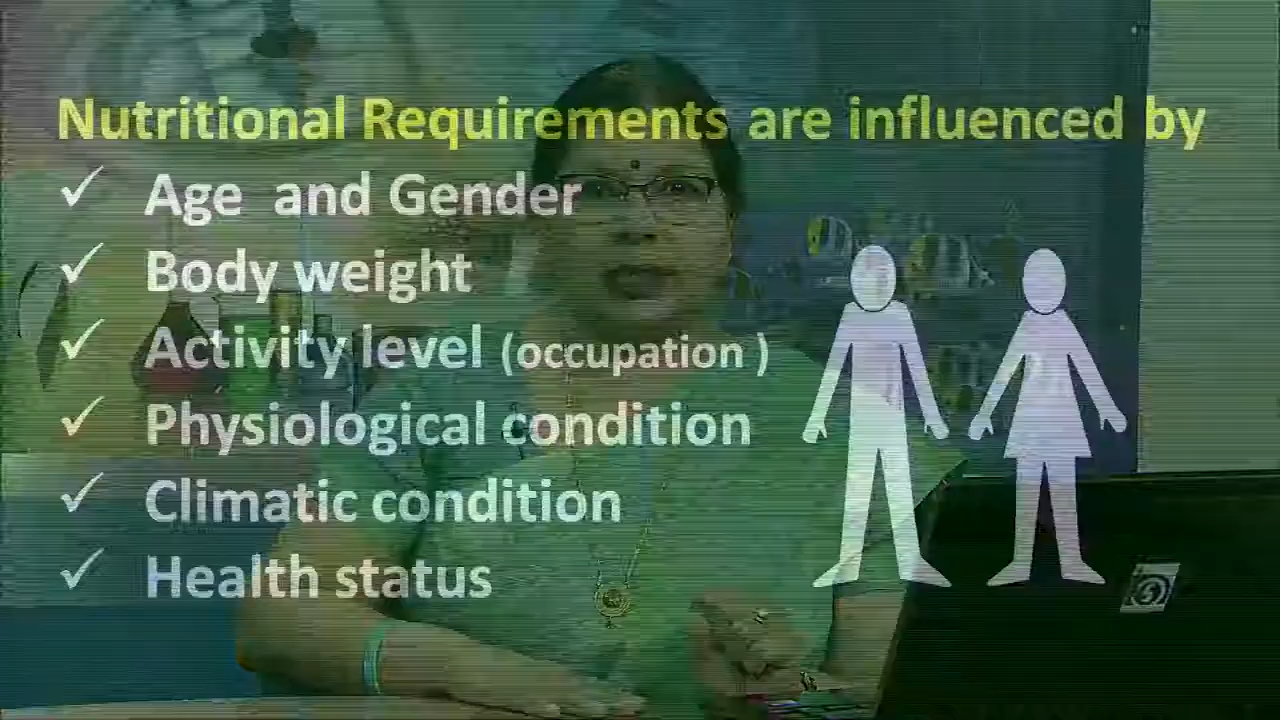 Nutritional Requirements are influenced by
✓ Age and Gender
✓ Body weight
✓ Activity level (occupation )
✓ Physiological condition
✓ Climatic condition
✓ Health status